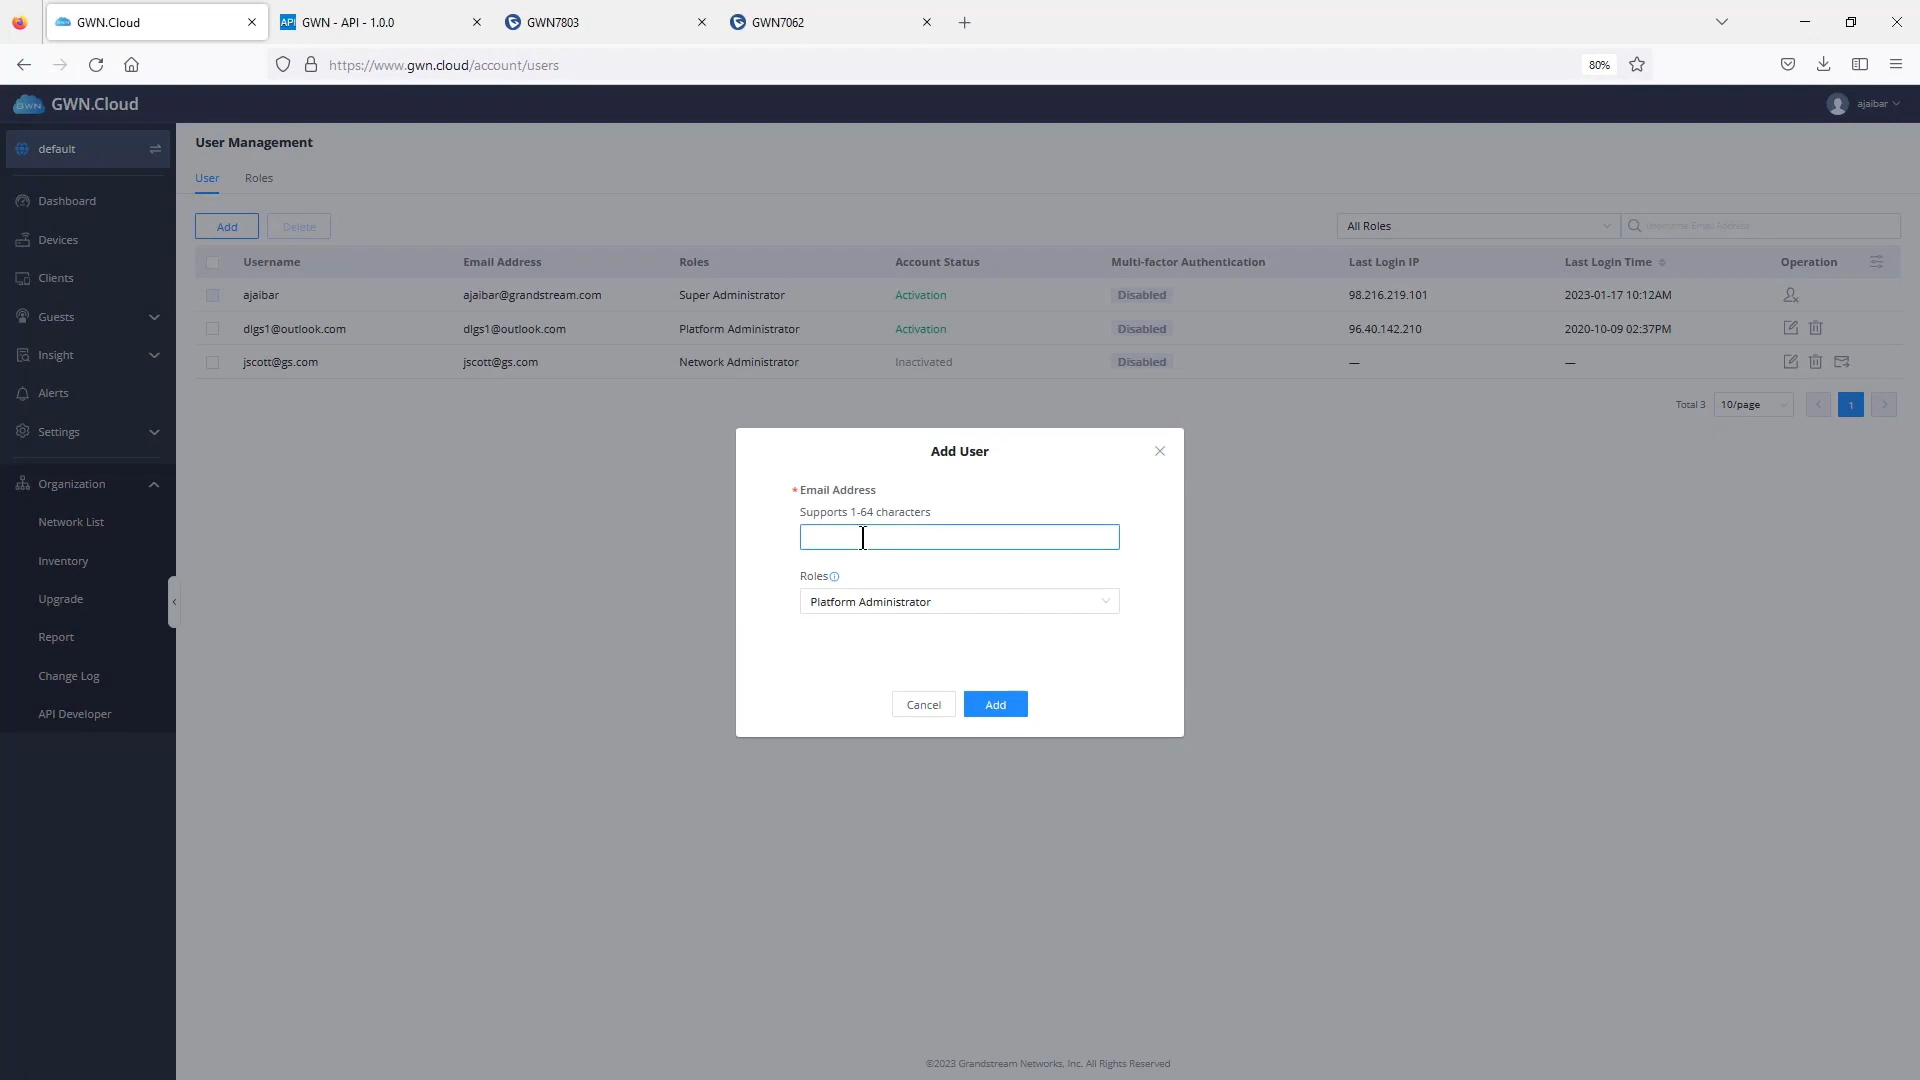 GWN.Cloud
GWN - API - 1.0.0
GWN7803
GWN7062
https://www.gwn.cloud/account/users
80%
GWN.Cloud
ajaibar
default
Dashboard
Devices
Clients
Guests
Insight
Alerts
Settings
Organization
Network List
Inventory
Upgrade
Report
Change Log
API Developer
User Management
User Roles
Add Delete
All Roles
Username Email Address
Username Email Address Roles Account Status Multi-factor Authentication Last Login IP Last Login Time Operation
ajaibar ajaibar@grandstream.com Super Administrator Activation Disabled 98.216.219.101 2023-01-17 10:12AM
dlgs1@outlook.com dlgs1@outlook.com Platform Administrator Activation Disabled 96.40.142.210 2020-10-09 02:37PM
jscott@gs.com jscott@gs.com Network Administrator Inactivated Disabled — —
Total 3 10/page 1
Add User
* Email Address
Supports 1-64 characters
Roles
Platform Administrator
Cancel Add
©2023 Grandstream Networks, Inc. All Rights Reserved